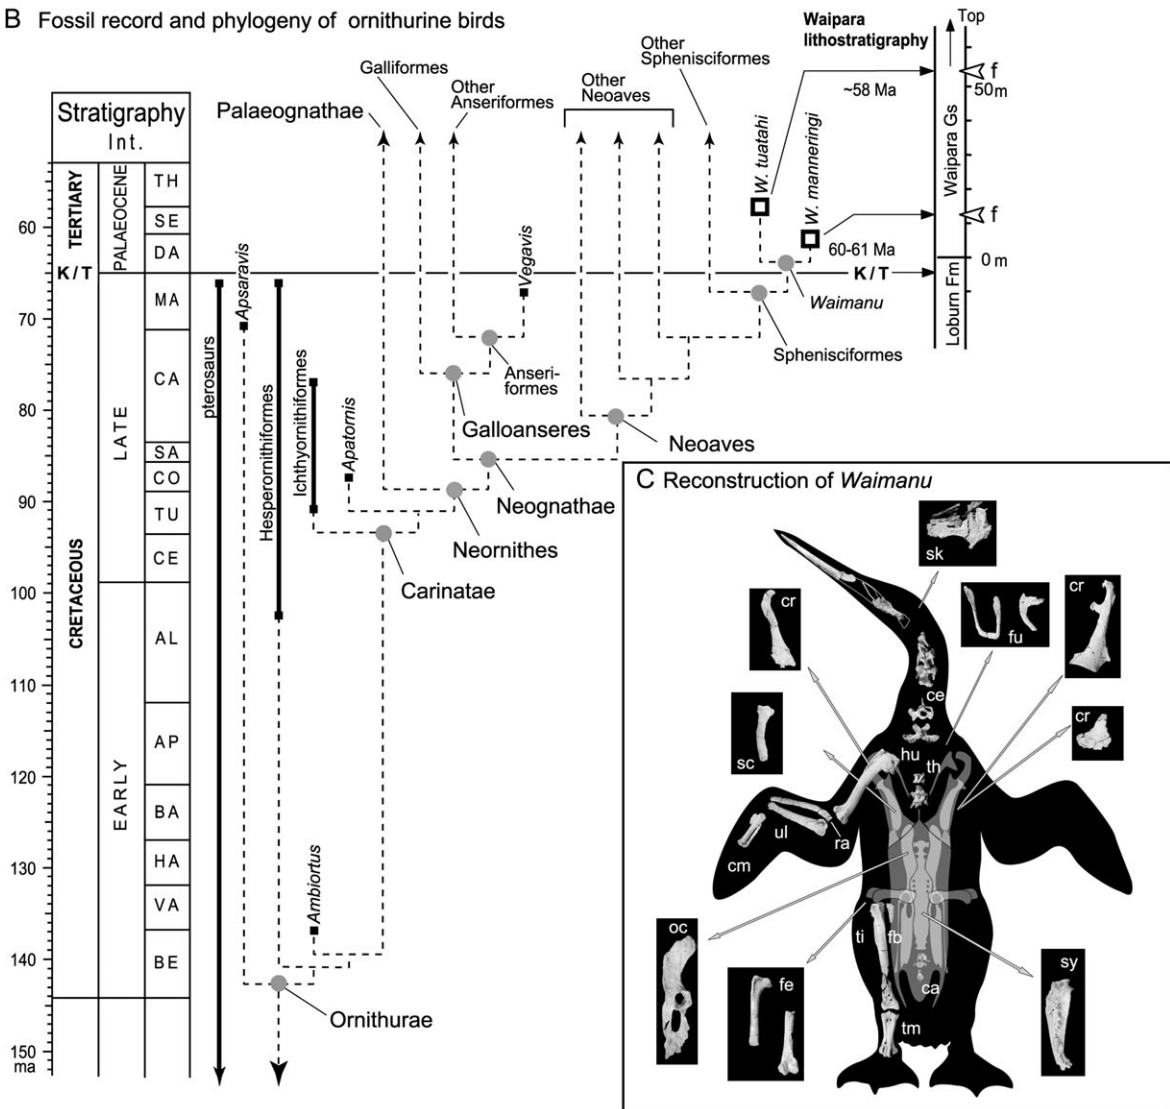 B Fossil record and phylogeny of ornithurine birds
Stratigraphy
Int.
TERTIARY
PALAEOCENE
TH
SE
DA
K / T
CRETACEOUS
LATE
MA
CA
SA
CO
TU
CE
EARLY
AL
AP
BA
HA
VA
BE
60
70
80
90
100
110
120
130
140
150
ma
pterosaurs
Apsaravis
Hesperornithiformes
Ichthyornithiformes
Apatornis
Ambiortus
Ornithurae
Carinatae
Neornithes
Neognathae
Galloanseres
Neoaves
Anseri-
formes
Vegavis
Palaeognathae
Galliformes
Other
Anseriformes
Other
Neoaves
Other
Sphenisciformes
W. tuatahi
W. manneringi
Waimanu
Sphenisciformes
Waipara
lithostratigraphy
Top
f
50m
~58 Ma
Waipara Gs
f
60-61 Ma
0 m
K / T
Loburn Fm
C Reconstruction of Waimanu
sk
cr
fu
cr
ce
sc
cr
hu
th
ul
ra
cm
oc
ti
fb
fe
ca
sy
tm